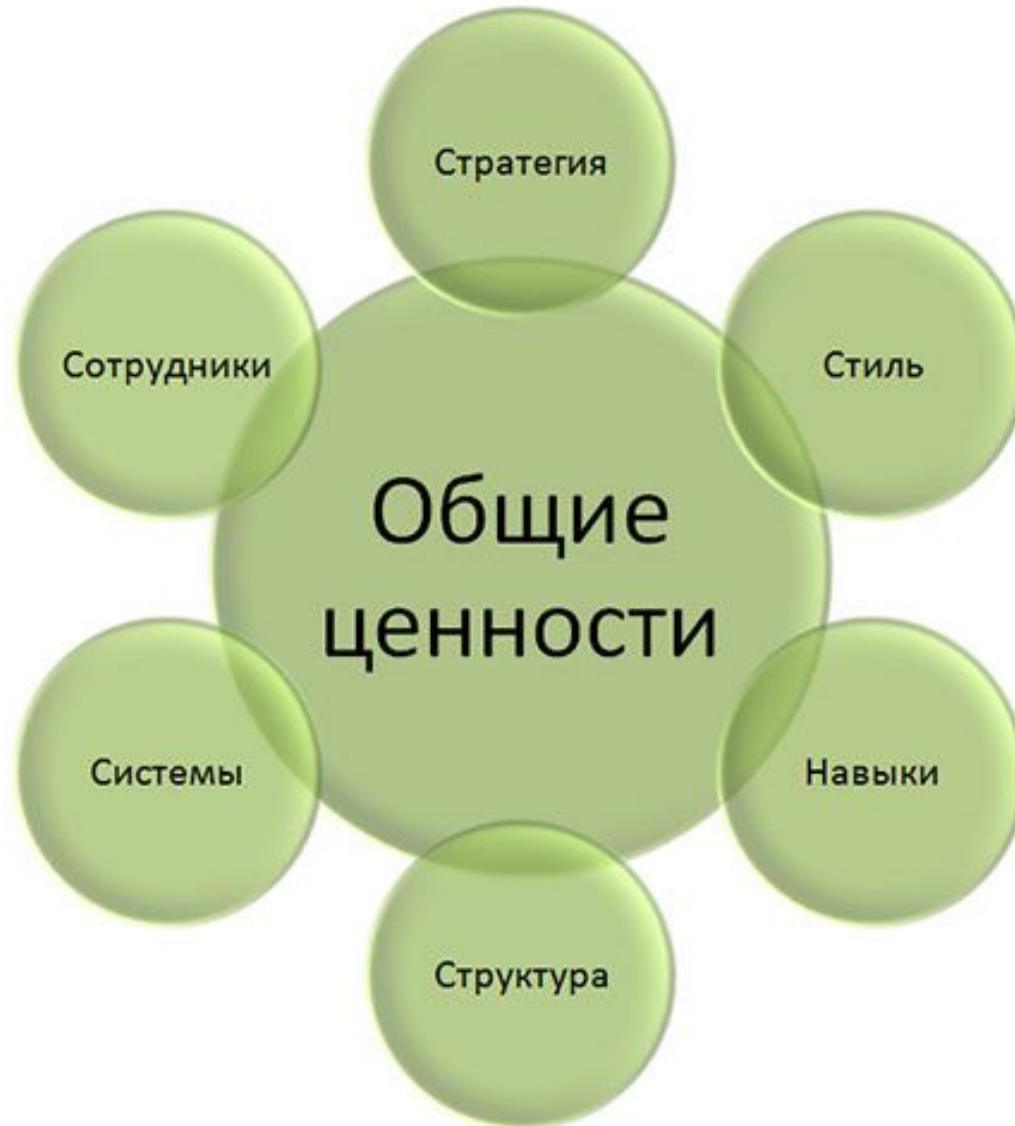 Стратегия
Сотрудники
Стиль
Общие
ценности
Системы
Навыки
Структура